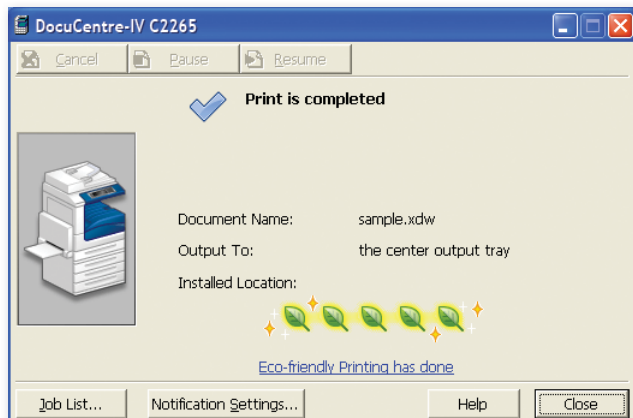 DocuCentre-IV C2265
Cancel Pause Resume
Print is completed
Document Name: sample.xdw
Output To: the center output tray
Installed Location:
Eco-friendly Printing has done
Job List... Notification Settings... Help Close